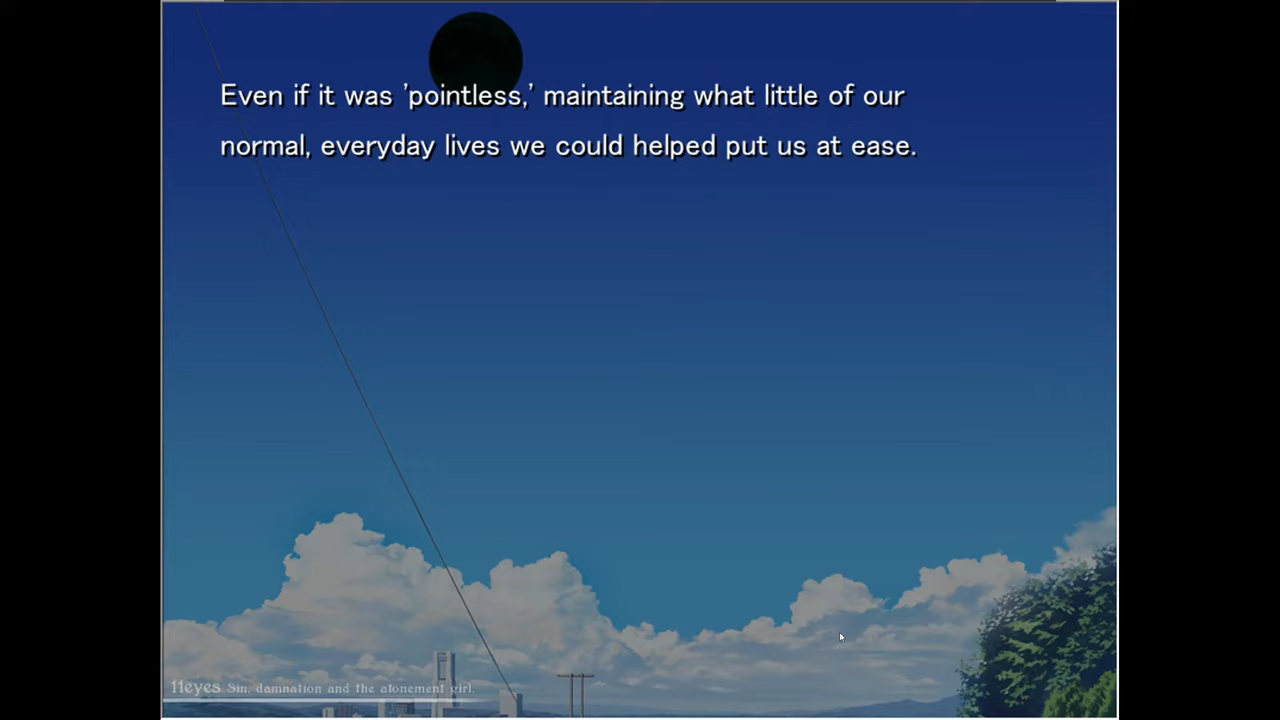 Even if it was 'pointless,' maintaining what little of our
normal, everyday lives we could helped put us at ease.
11eyes Sin, damnation and the atonement girl.